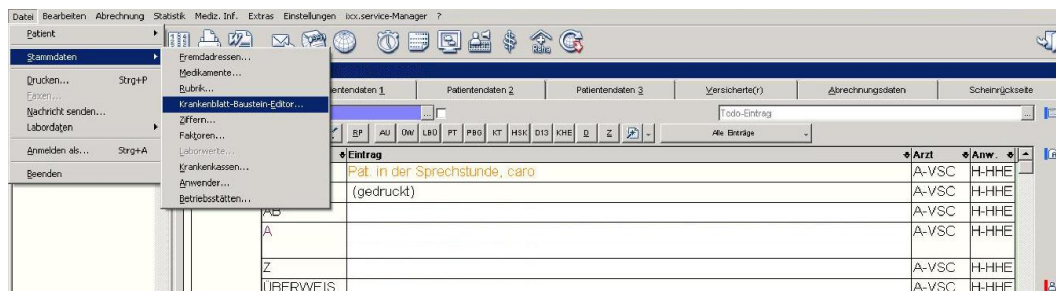 Datei Bearbeiten Abrechnung Statistik Mediz. Inf. Extras Einstellungen ixx.service-Manager ?
Patient
Stammdaten
Drucken... Strg+P
Faxen...
Nachricht senden...
Labordaten
Anmelden als... Strg+A
Beenden
Fremdadressen...
Medikamente...
Rubrik...
Krankenblatt-Baustein-Editor...
Ziffern...
Faktoren...
Laborwerte...
Krankenkassen...
Anwender...
Betriebsstätten...
entendaten 1 Patientendaten 2 Patientendaten 3 Versicherte(r) Abrechnungsdaten Scheinrückseite
... Todo-Eintrag ...
RP AU ÜW LBÜ PT PBG KT HSK D13 KHE D Z Alle Einträge
Eintrag Arzt Anw.
Pat. in der Sprechstunde, caro A-VSC H-HHE
(gedruckt) A-VSC H-HHE
AB A-VSC H-HHE
A A-VSC H-HHE
Z A-VSC H-HHE
ÜBERWEIS A-VSC H-HHE